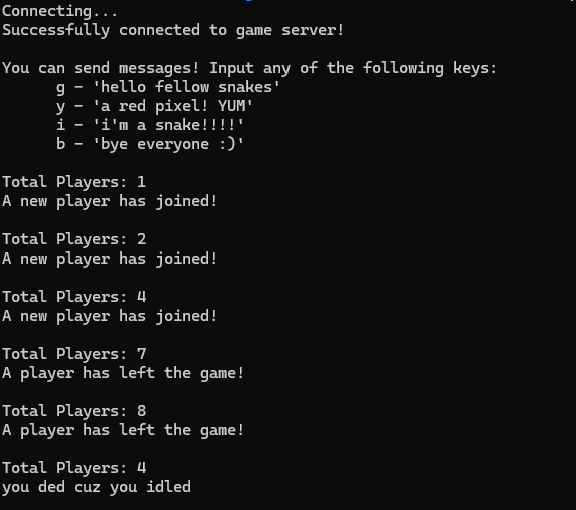 Connecting...
Successfully connected to game server!
You can send messages! Input any of the following keys:
g - 'hello fellow snakes'
y - 'a red pixel! YUM'
i - 'i'm a snake!!!!'
b - 'bye everyone :)'
Total Players: 1
A new player has joined!
Total Players: 2
A new player has joined!
Total Players: 4
A new player has joined!
Total Players: 7
A player has left the game!
Total Players: 8
A player has left the game!
Total Players: 4
you ded cuz you idled